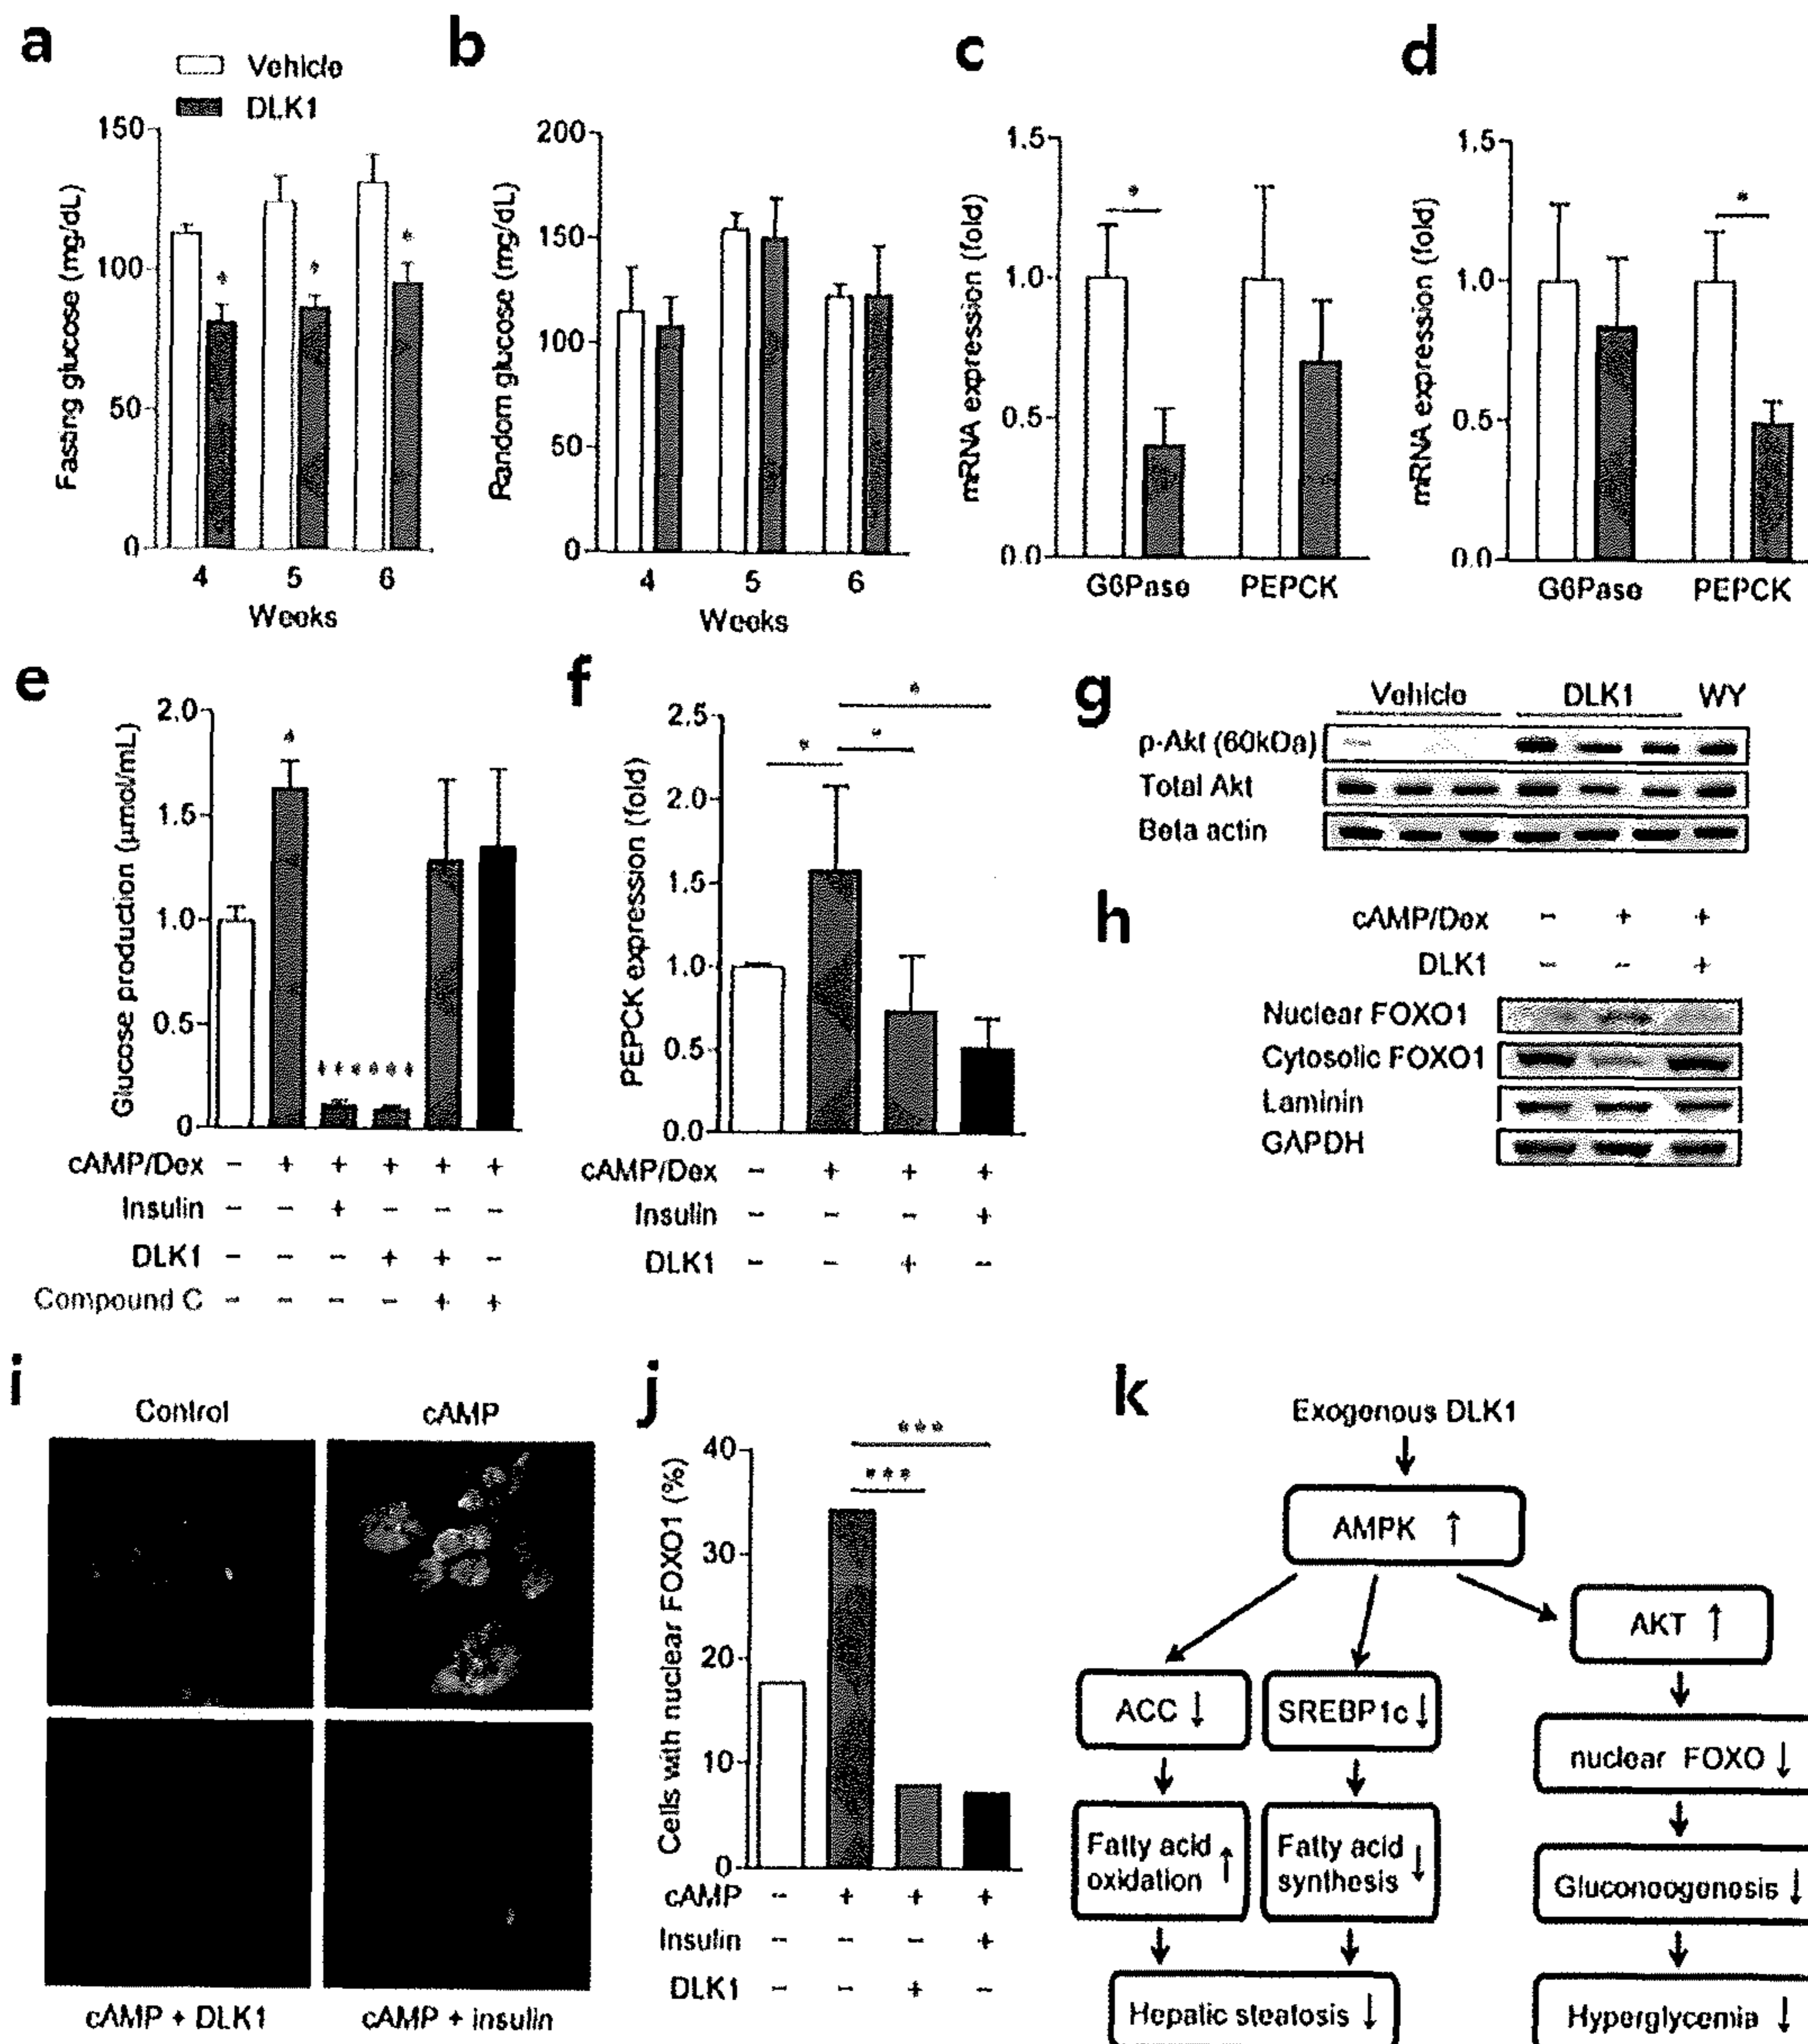 a
Vehicle
DLK1
150
100
50
0
Fasting glucose (mg/dL)
*
*
*
4 5 6
Weeks
b
200
150
100
50
0
Random glucose (mg/dL)
4 5 6
Weeks
c
1.5
1.0
0.5
0.0
mRNA expression (fold)
*
G6Pase PEPCK
d
1.5
1.0
0.5
0.0
mRNA expression (fold)
*
G6Pase PEPCK
e
2.0
1.5
1.0
0.5
0
Glucose production (µmol/mL)
*
cAMP/Dex − + + + + +
Insulin − − + − − −
DLK1 − − − + + −
Compound C − − − − + +
f
2.5
2.0
1.5
1.0
0.5
0.0
PEPCK expression (fold)
*
*
*
cAMP/Dex − + + +
Insulin − − − +
DLK1 − − + −
g
Vehicle DLK1 WY
p-Akt (60kDa)
Total Akt
Beta actin
h
cAMP/Dex − + +
DLK1 − − +
Nuclear FOXO1
Cytosolic FOXO1
Laminin
GAPDH
i
Control cAMP
cAMP + DLK1 cAMP + insulin
j
40
30
20
10
0
Cells with nuclear FOXO1 (%)
***
***
cAMP − + + +
Insulin − − − +
DLK1 − − + −
k
Exogenous DLK1
AMPK ↑
AKT ↑
ACC ↓
SREBP1c ↓
nuclear FOXO ↓
Fatty acid
oxidation ↑
Fatty acid
synthesis ↓
Gluconeogenesis ↓
Hepatic steatosis ↓
Hyperglycemia ↓